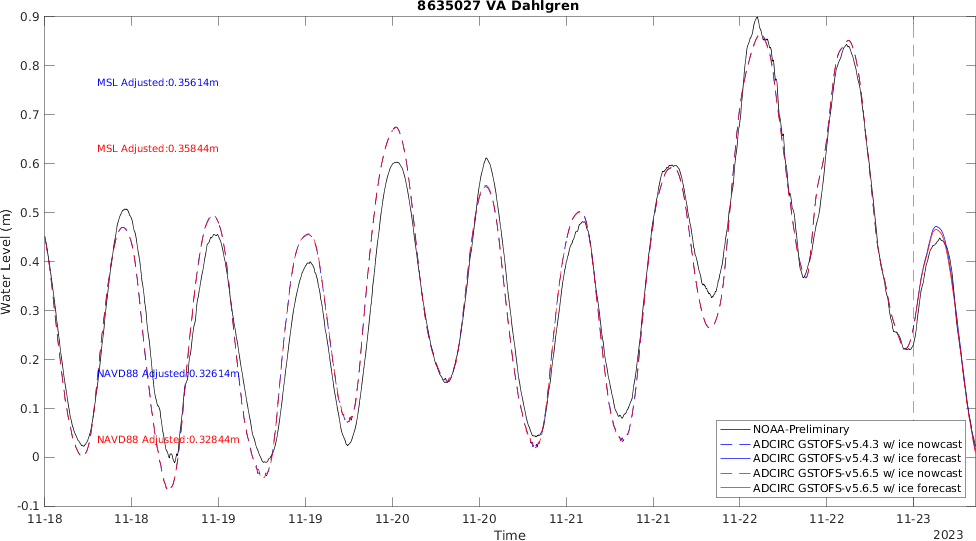 8635027 VA Dahlgren
0.9
0.8
0.7
0.6
0.5
0.4
0.3
0.2
0.1
0
-0.1
Water Level (m)
MSL Adjusted:0.35614m
MSL Adjusted:0.35844m
NAVD88 Adjusted:0.32614m
NAVD88 Adjusted:0.32844m
NOAA-Preliminary
ADCIRC GSTOFS-v5.4.3 w/ ice nowcast
ADCIRC GSTOFS-v5.4.3 w/ ice forecast
ADCIRC GSTOFS-v5.6.5 w/ ice nowcast
ADCIRC GSTOFS-v5.6.5 w/ ice forecast
11-18 11-18 11-19 11-19 11-20 11-20 11-21 11-21 11-22 11-22 11-23
Time
2023